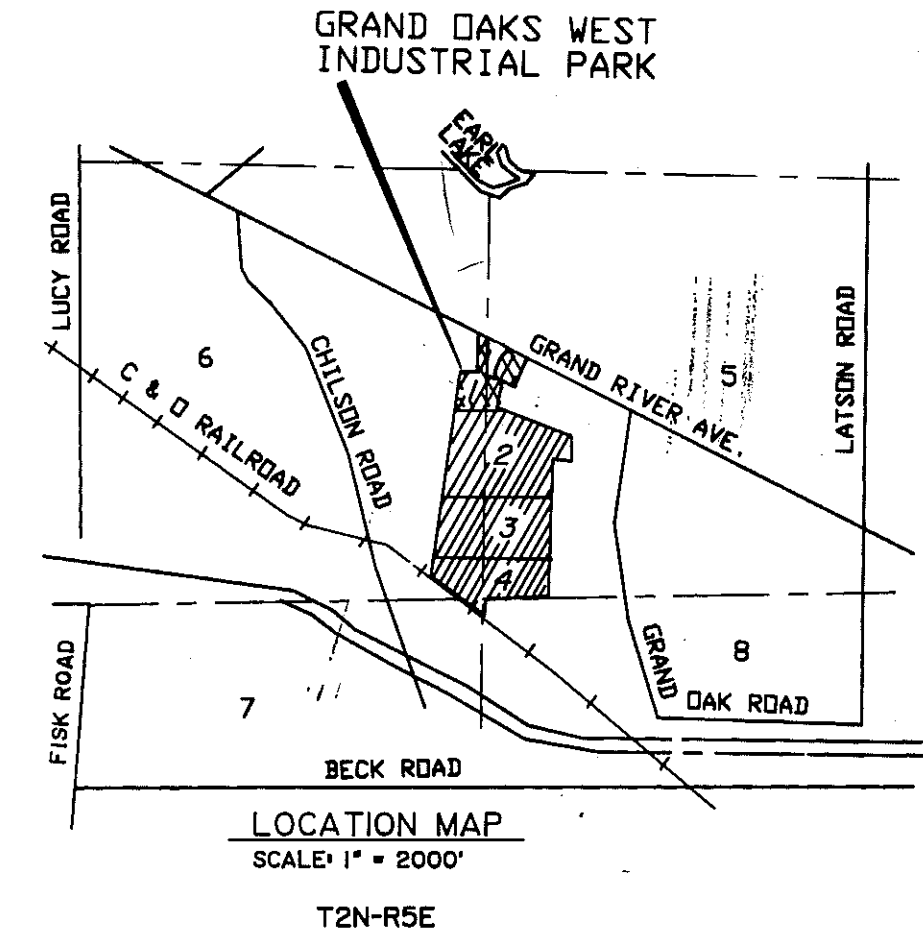 GRAND OAKS WEST
INDUSTRIAL PARK
EARL
LAKE
LUCY ROAD
6
C & O RAILROAD
CHILSON ROAD
GRAND RIVER AVE.
5
LATSON ROAD
1
2
3
4
FISK ROAD
7
8
GRAND
OAK ROAD
BECK ROAD
LOCATION MAP
SCALE: 1" = 2000'
T2N-R5E